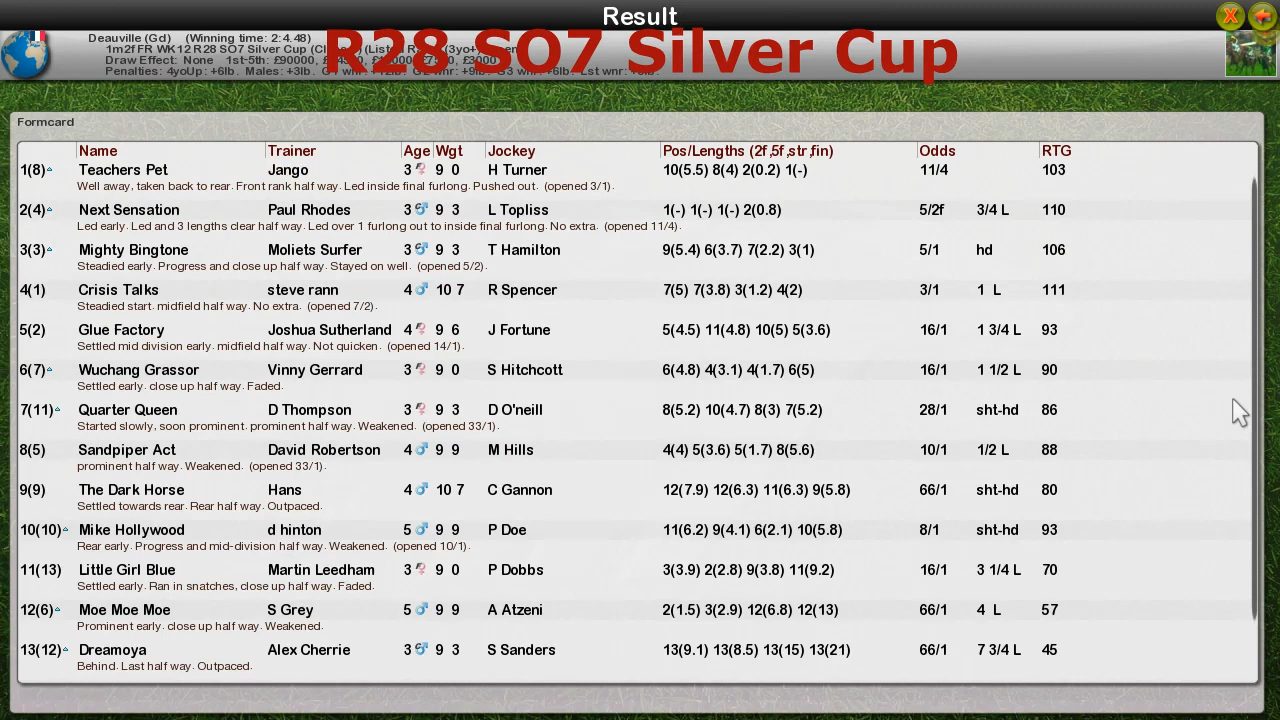 Result
R28 SO7 Silver Cup
Deauville (Gd) (Winning time: 2:4.48)
1m2f FR WK12 R28 SO7 Silver Cup
Draw Effect: None 1st-5th: £90000,
Penalties: 4yoUp: +6lb. Males: +3lb.
Formcard
Name Trainer Age Wgt Jockey Pos/Lengths (2f,5f,str,fin) Odds RTG
1(8) Teachers Pet Jango 3 9 0 H Turner 10(5.5) 8(4) 2(0.2) 1(-) 11/4 103
Well away, taken back to rear. Front rank half way. Led inside final furlong. Pushed out. (opened 3/1).
2(4) Next Sensation Paul Rhodes 3 9 3 L Topliss 1(-) 1(-) 1(-) 2(0.8) 5/2f 3/4 L 110
Led early. Led and 3 lengths clear half way. Led over 1 furlong out to inside final furlong. No extra. (opened 11/4).
3(3) Mighty Bingtone Moliets Surfer 3 9 3 T Hamilton 9(5.4) 6(3.7) 7(2.2) 3(1) 5/1 hd 106
Steadied early. Progress and close up half way. Stayed on well. (opened 5/2).
4(1) Crisis Talks steve rann 4 10 7 R Spencer 7(5) 7(3.8) 3(1.2) 4(2) 3/1 1 L 111
Steadied start. midfield half way. No extra. (opened 7/2).
5(2) Glue Factory Joshua Sutherland 4 9 6 J Fortune 5(4.5) 11(4.8) 10(5) 5(3.6) 16/1 1 3/4 L 93
Settled mid division early. midfield half way. Not quicken. (opened 14/1).
6(7) Wuchang Grassor Vinny Gerrard 3 9 0 S Hitchcott 6(4.8) 4(3.1) 4(1.7) 6(5) 16/1 1 1/2 L 90
Settled early. close up half way. Faded.
7(11) Quarter Queen D Thompson 3 9 3 D O'neill 8(5.2) 10(4.7) 8(3) 7(5.2) 28/1 sht-hd 86
Started slowly, soon prominent. prominent half way. Weakened. (opened 33/1).
8(5) Sandpiper Act David Robertson 4 9 9 M Hills 4(4) 5(3.6) 5(1.7) 8(5.6) 10/1 1/2 L 88
prominent half way. Weakened. (opened 33/1).
9(9) The Dark Horse Hans 4 10 7 C Gannon 12(7.9) 12(6.3) 11(6.3) 9(5.8) 66/1 sht-hd 80
Settled towards rear. Rear half way. Outpaced.
10(10) Mike Hollywood d hinton 5 9 9 P Doe 11(6.2) 9(4.1) 6(2.1) 10(5.8) 8/1 sht-hd 93
Rear early. Progress and mid-division half way. Weakened. (opened 10/1).
11(13) Little Girl Blue Martin Leedham 3 9 0 P Dobbs 3(3.9) 2(2.8) 9(3.8) 11(9.2) 16/1 3 1/4 L 70
Settled early. Ran in snatches, close up half way. Faded.
12(6) Moe Moe Moe S Grey 5 9 9 A Atzeni 2(1.5) 3(2.9) 12(6.8) 12(13) 66/1 4 L 57
Prominent early. close up half way. Weakened.
13(12) Dreamoya Alex Cherrie 3 9 3 S Sanders 13(9.1) 13(8.5) 13(15) 13(21) 66/1 7 3/4 L 45
Behind. Last half way. Outpaced.